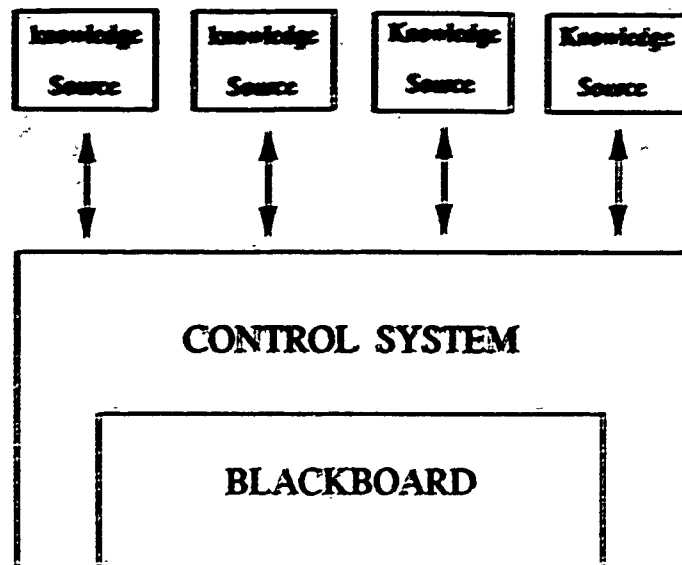 knowledge
Source
knowledge
Source
Knowledge
Source
Knowledge
Source
CONTROL SYSTEM
BLACKBOARD